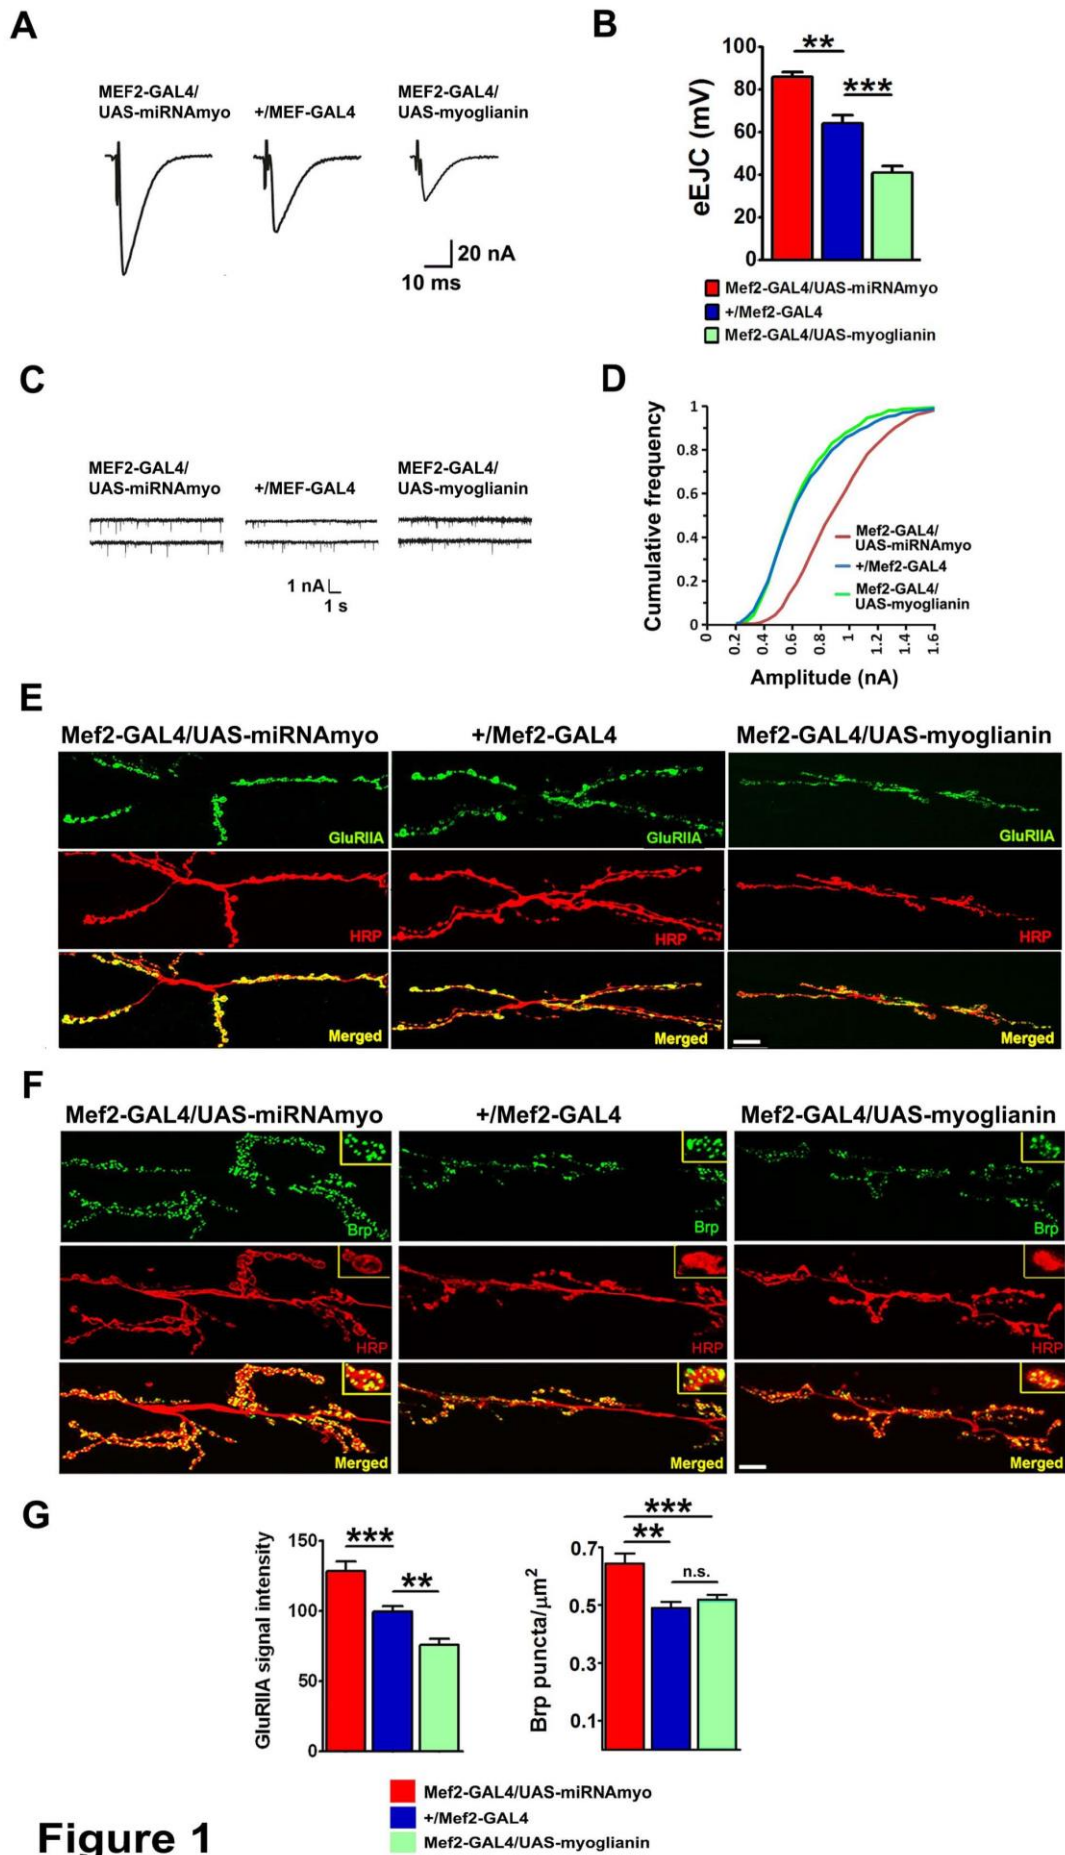 A
MEF2-GAL4/
UAS-miRNAmyo
+/MEF-GAL4
MEF2-GAL4/
UAS-myoglianin
20 nA
10 ms
B
eEJC (mV)
100
80
60
40
20
0
**
***
Mef2-GAL4/UAS-miRNAmyo
+/Mef2-GAL4
Mef2-GAL4/UAS-myoglianin
C
MEF2-GAL4/
UAS-miRNAmyo
+/MEF-GAL4
MEF2-GAL4/
UAS-myoglianin
1 nA
1 s
D
Cumulative frequency
1
0.8
0.6
0.4
0.2
0
0 0.2 0.4 0.6 0.8 1 1.2 1.4 1.6
Amplitude (nA)
Mef2-GAL4/
UAS-miRNAmyo
+/Mef2-GAL4
Mef2-GAL4/
UAS-myoglianin
E
Mef2-GAL4/UAS-miRNAmyo +/Mef2-GAL4 Mef2-GAL4/UAS-myoglianin
GluRIIA GluRIIA GluRIIA
HRP HRP HRP
Merged Merged Merged
F
Mef2-GAL4/UAS-miRNAmyo +/Mef2-GAL4 Mef2-GAL4/UAS-myoglianin
Brp Brp Brp
HRP HRP HRP
Merged Merged Merged
G
GluRIIA signal intensity
150
100
50
0
***
**
Brp puncta/µm²
0.7
0.5
0.3
0.1
***
**
n.s.
Mef2-GAL4/UAS-miRNAmyo
+/Mef2-GAL4
Mef2-GAL4/UAS-myoglianin
Figure 1